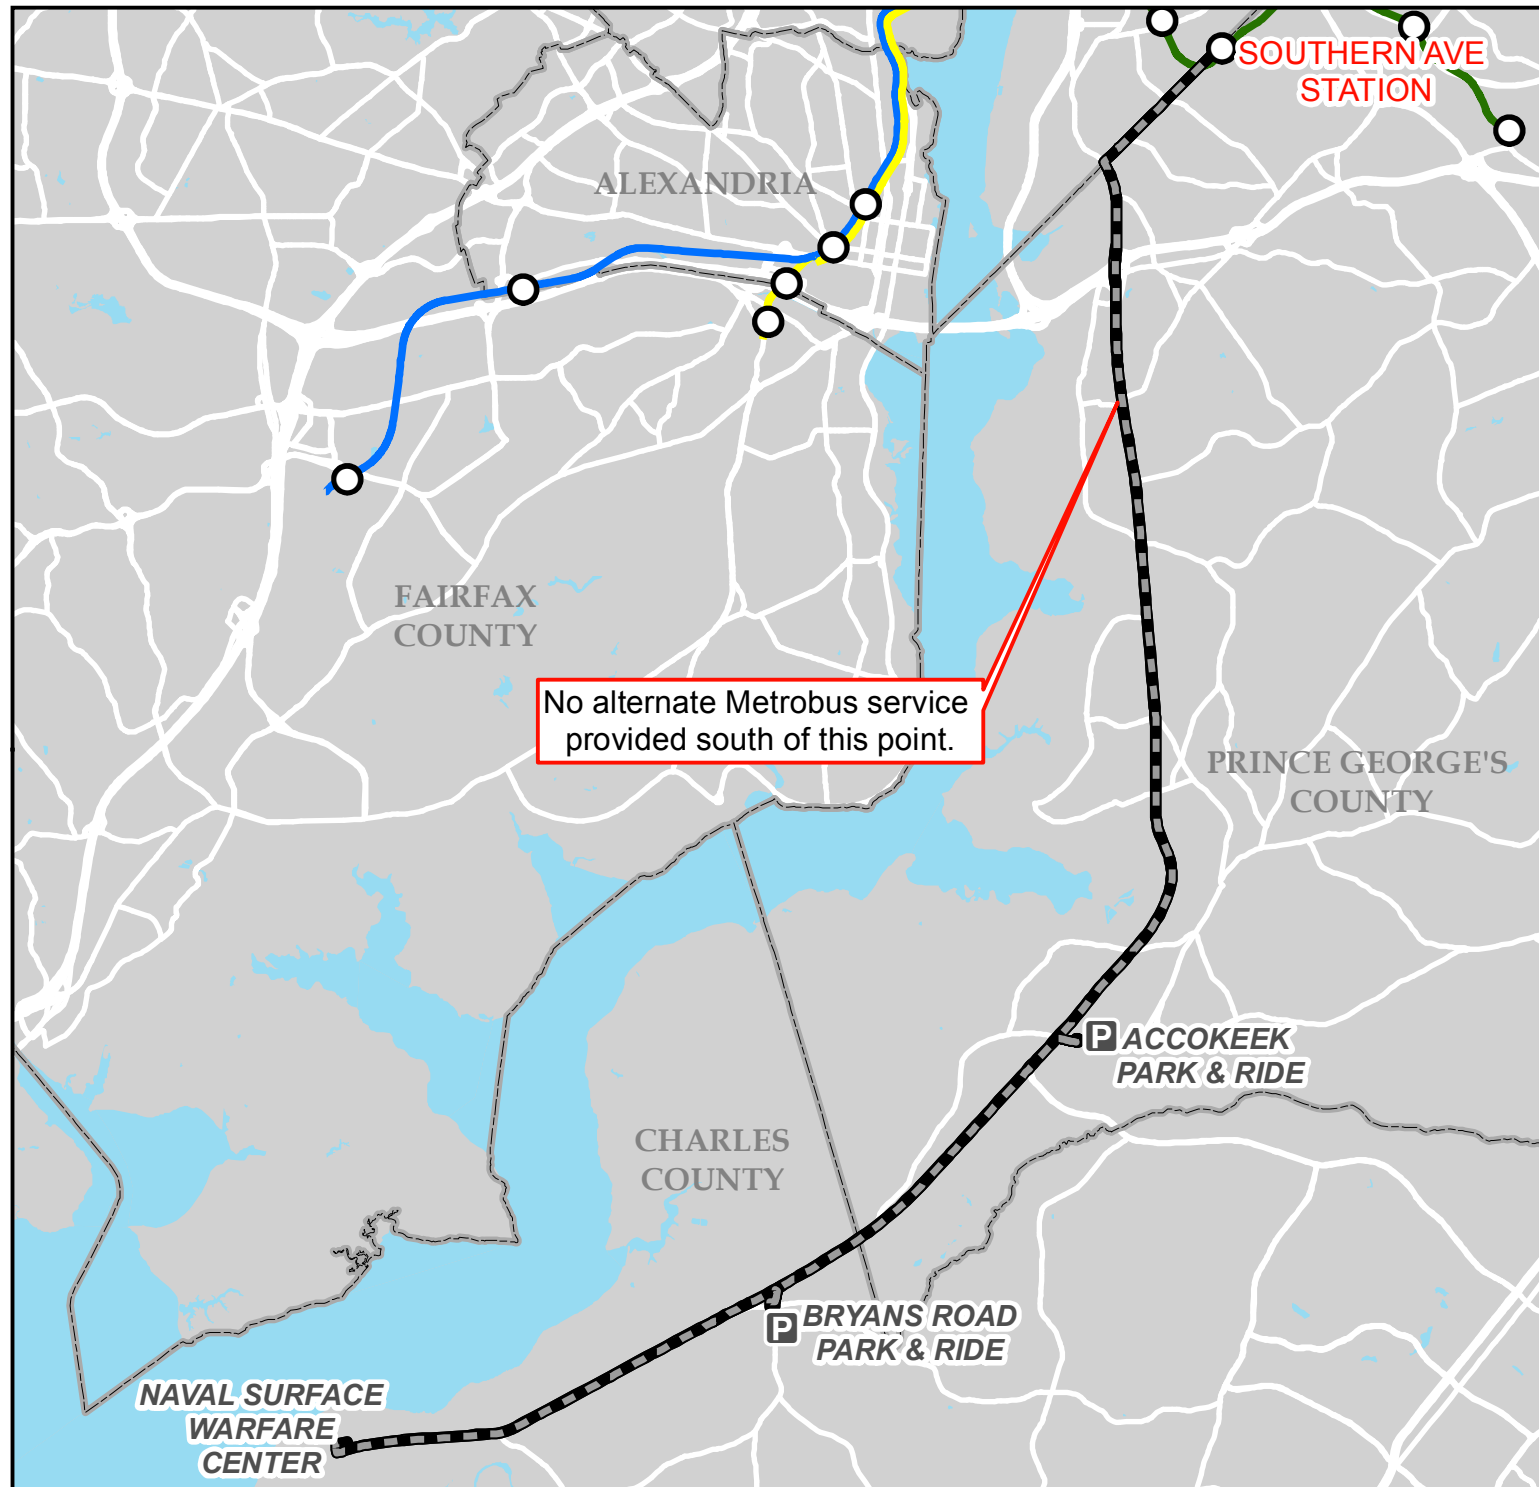 SOUTHERN AVE
STATION
ALEXANDRIA
FAIRFAX
COUNTY
No alternate Metrobus service
provided south of this point.
PRINCE GEORGE'S
COUNTY
P ACCOKEEK
PARK & RIDE
CHARLES
COUNTY
P BRYANS ROAD
PARK & RIDE
NAVAL SURFACE
WARFARE
CENTER